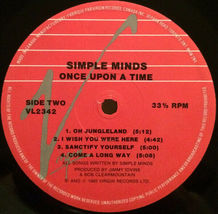 SIMPLE MINDS
ONCE UPON A TIME
SIDE TWO
VL2342
33⅓ RPM
1. OH JUNGLELAND (5:12)
2. I WISH YOU WERE HERE (4:42)
3. SANCTIFY YOURSELF (5:00)
4. COME A LONG WAY (5:08)
ALL SONGS WRITTEN BY SIMPLE MINDS
PRODUCED BY JIMMY IOVINE
& BOB CLEARMOUNTAIN
℗ AND © 1985 VIRGIN RECORDS LTD.